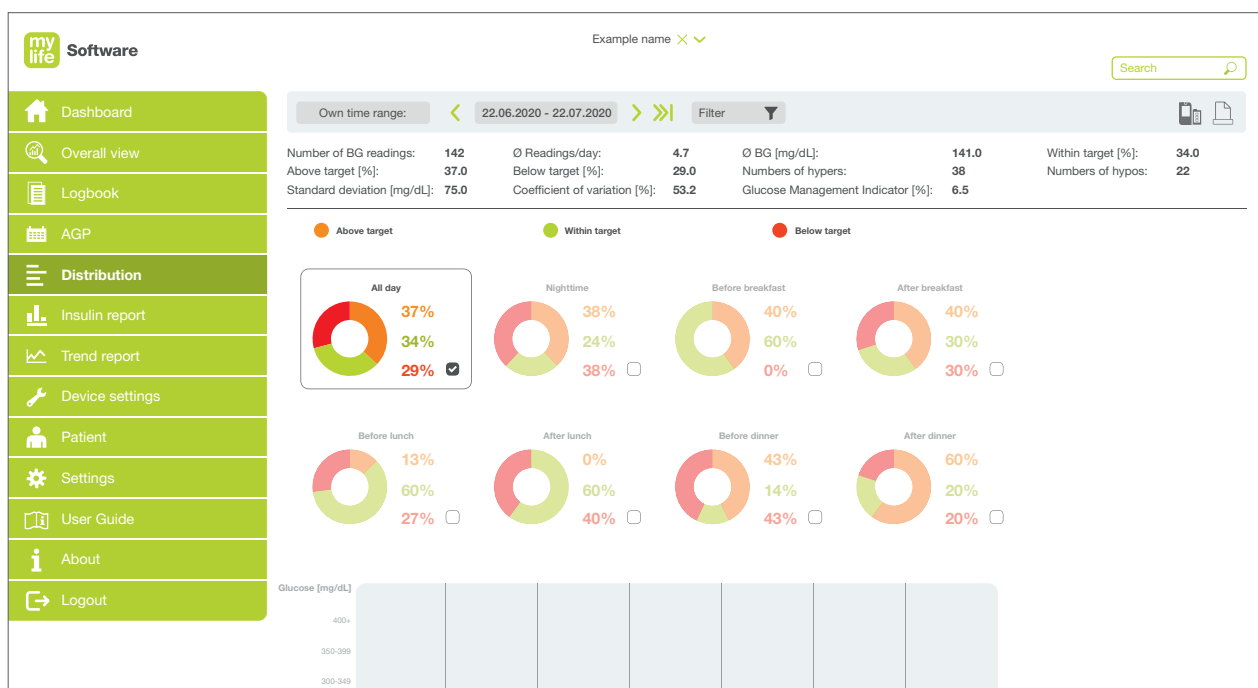 my
life
Software
Example name
Search
Dashboard
Overall view
Logbook
AGP
Distribution
Insulin report
Trend report
Device settings
Patient
Settings
User Guide
About
Logout
Own time range: 22.06.2020 - 22.07.2020 Filter
Number of BG readings: 142 Ø Readings/day: 4.7 Ø BG [mg/dL]: 141.0 Within target [%]: 34.0
Above target [%]: 37.0 Below target [%]: 29.0 Numbers of hypers: 38 Numbers of hypos: 22
Standard deviation [mg/dL]: 75.0 Coefficient of variation [%]: 53.2 Glucose Management Indicator [%]: 6.5
Above target Within target Below target
All day Nighttime Before breakfast After breakfast
37% 38% 40% 40%
34% 24% 60% 30%
29% 38% 0% 30%
Before lunch After lunch Before dinner After dinner
13% 0% 43% 60%
60% 60% 14% 20%
27% 40% 43% 20%
Glucose [mg/dL]
400+
350-399
300-349